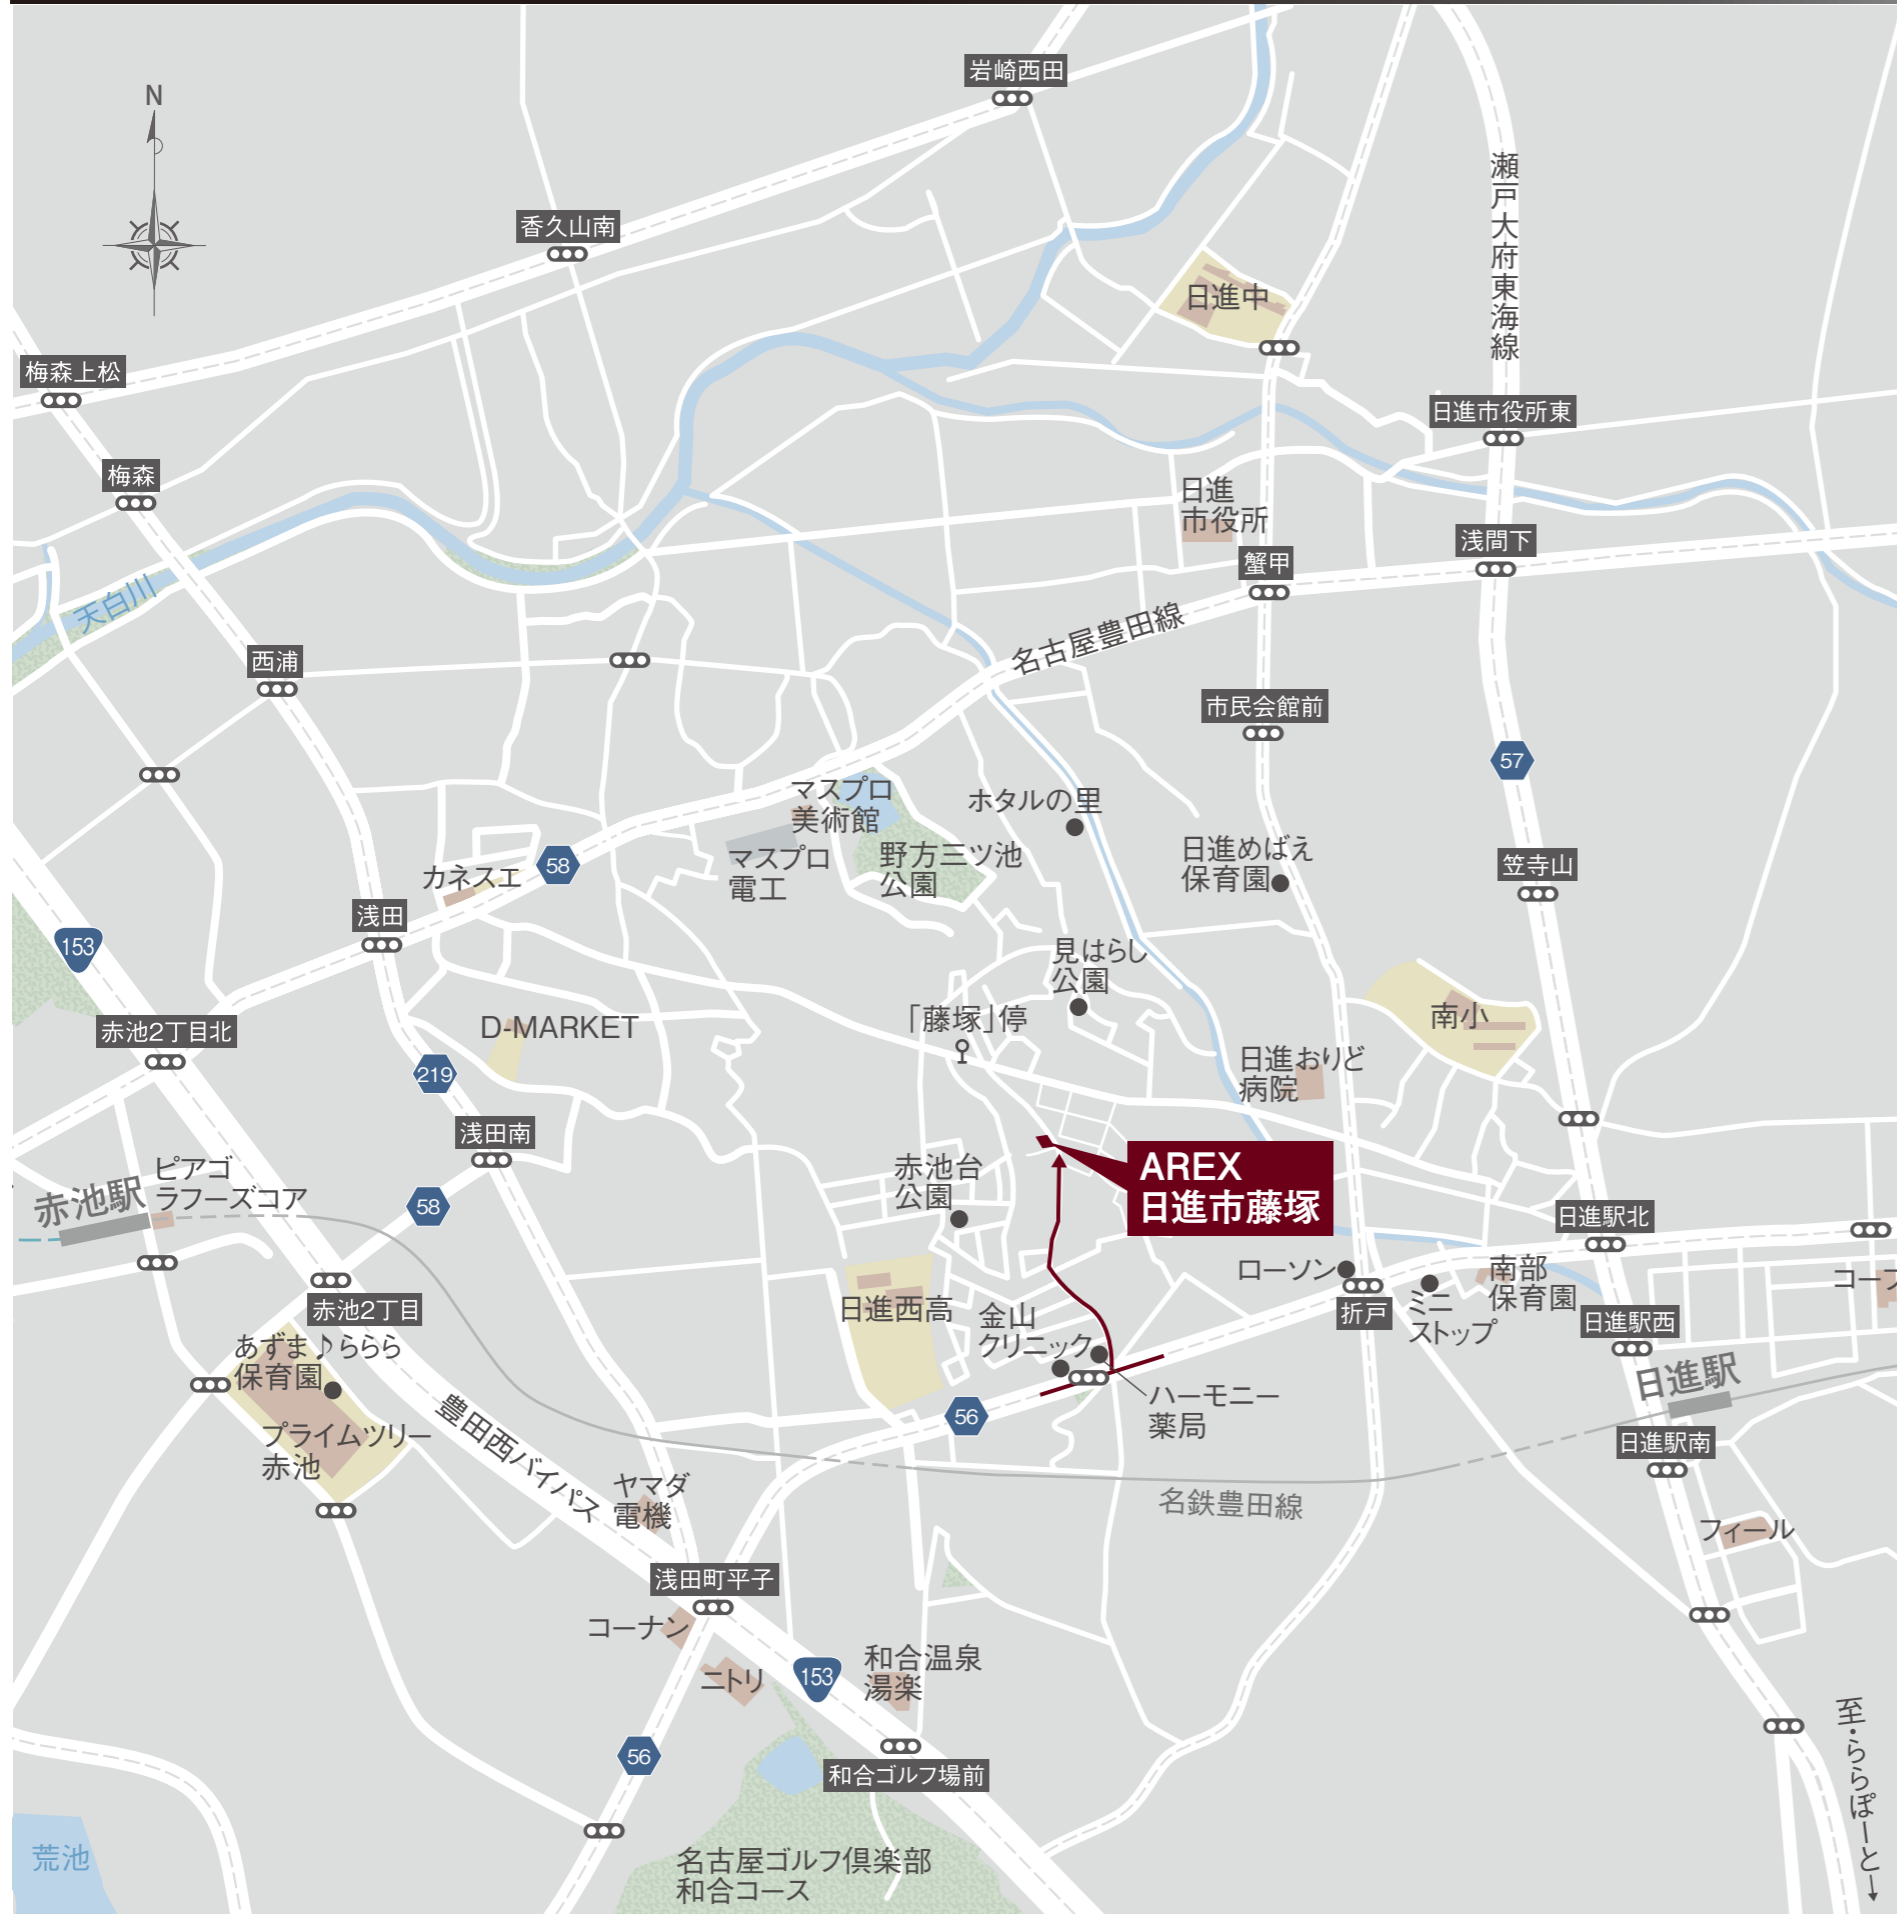 岩崎西田
N
瀬戸大府東海線
香久山南
日進中
梅森上松
日進市役所東
梅森
日進
市役所
浅間下
蟹甲
天白川
名古屋豊田線
西浦
市民会館前
57
マスプロ
美術館
ホタルの里
マスプロ
電工
野方三ツ池
公園
日進めばえ
保育園
58
カネスエ
笠寺山
浅田
153
見はらし
公園
「藤塚」停
南小
赤池2丁目北
D-MARKET
日進おりど
病院
219
浅田南
AREX
日進市藤塚
赤池台
公園
ピアゴ
ラフーズコア
赤池駅
58
日進駅北
ローソン
南部
保育園
ミニ
ストップ
コープ
赤池2丁目
日進西高
金山
クリニック
折戸
日進駅西
あずま♪ららら
保育園
日進駅
56
ハーモニー
薬局
豊田西バイパス
プライムツリー
赤池
日進駅南
ヤマダ
電機
名鉄豊田線
フィール
浅田町平子
コーナン
ニトリ
153
和合温泉
湯楽
至・ららぽーと→
56
和合ゴルフ場前
荒池
名古屋ゴルフ倶楽部
和合コース